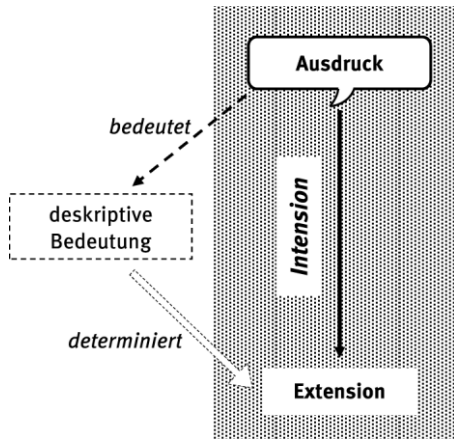 Ausdruck
bedeutet
deskriptive
Bedeutung
Intension
determiniert
Extension